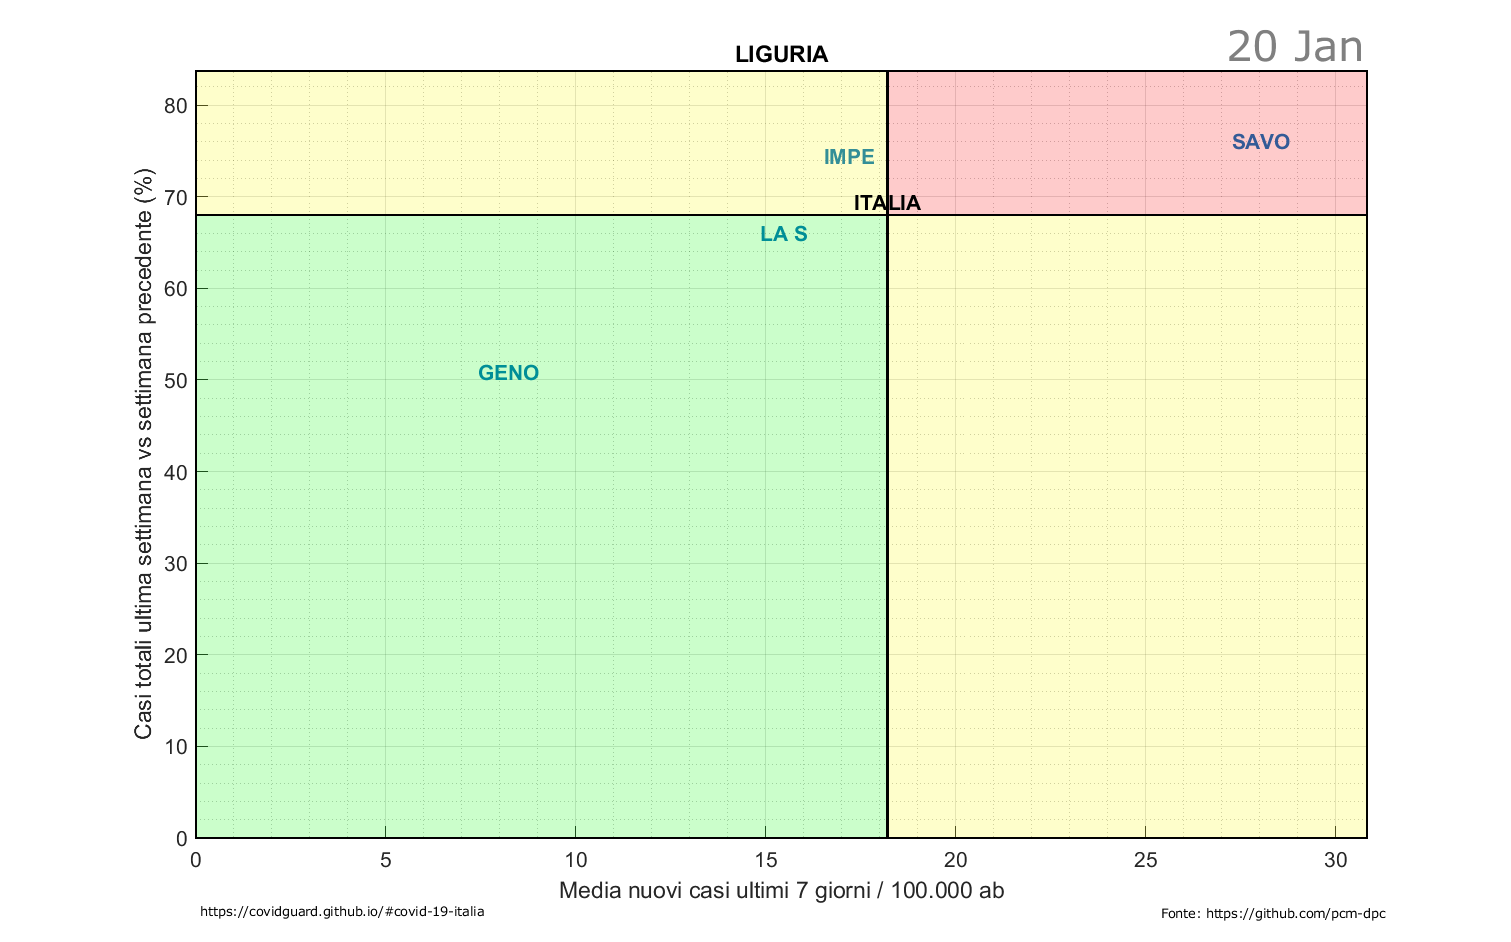 LIGURIA
20 Jan
Casi totali ultima settimana vs settimana precedente (%)
80
70
60
50
40
30
20
10
0
SAVO
IMPE
ITALIA
LA S
GENO
0 5 10 15 20 25 30
Media nuovi casi ultimi 7 giorni / 100.000 ab
https://covidguard.github.io/#covid-19-italia
Fonte: https://github.com/pcm-dpc